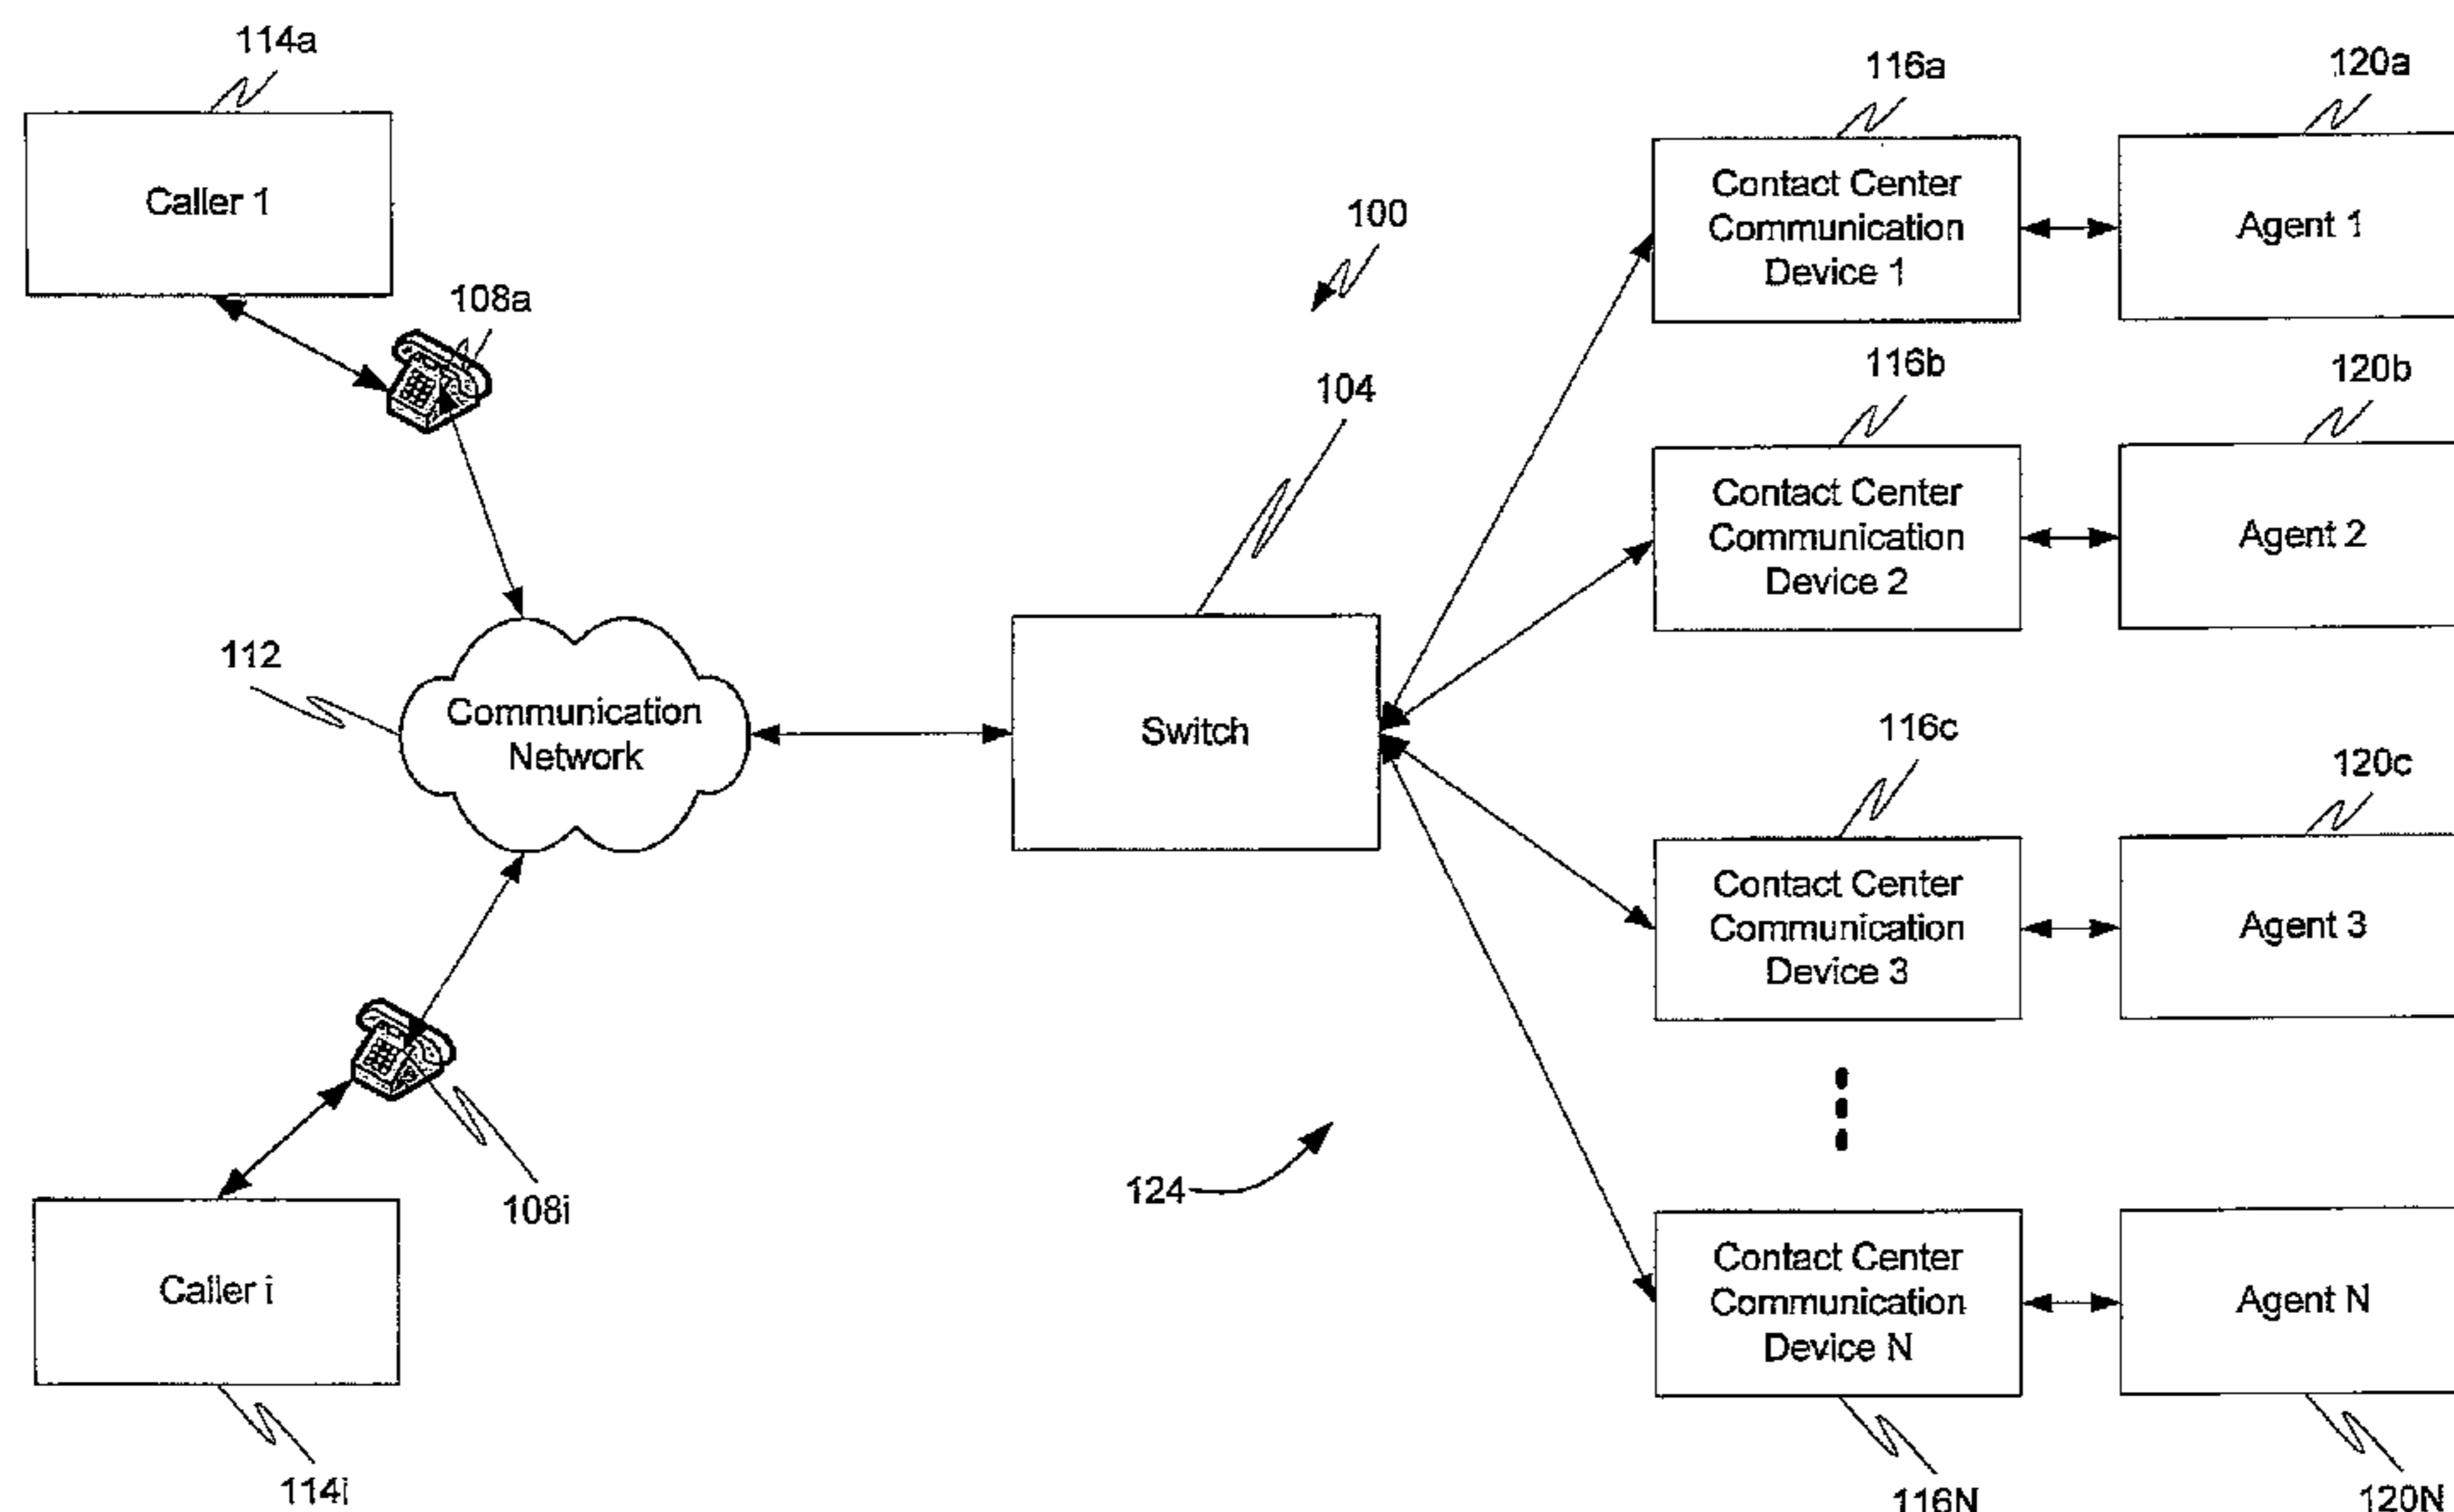 114a
Caller 1
108a
112
Communication
Network
108i
Caller i
114i
100
104
Switch
124
116a
Contact Center
Communication
Device 1
120a
Agent 1
116b
Contact Center
Communication
Device 2
120b
Agent 2
116c
Contact Center
Communication
Device 3
120c
Agent 3
Contact Center
Communication
Device N
116N
Agent N
120N